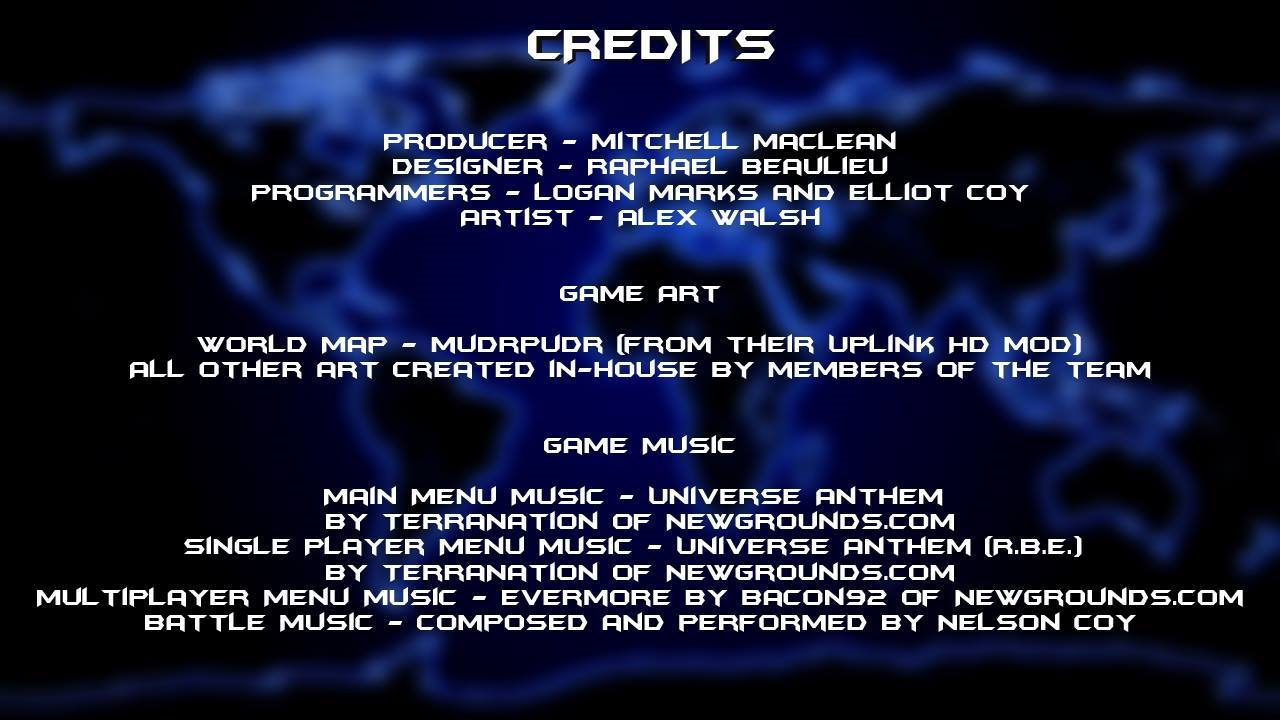 CREDITS
PRODUCER - MITCHELL MACLEAN
DESIGNER - RAPHAEL BEAULIEU
PROGRAMMERS - LOGAN MARKS AND ELLIOT COY
ARTIST - ALEX WALSH
GAME ART
WORLD MAP - MUDRPUDR (FROM THEIR UPLINK HD MOD)
ALL OTHER ART CREATED IN-HOUSE BY MEMBERS OF THE TEAM
GAME MUSIC
MAIN MENU MUSIC - UNIVERSE ANTHEM
BY TERRANATION OF NEWGROUNDS.COM
SINGLE PLAYER MENU MUSIC - UNIVERSE ANTHEM (R.B.E.)
BY TERRANATION OF NEWGROUNDS.COM
MULTIPLAYER MENU MUSIC - EVERMORE BY BACON92 OF NEWGROUNDS.COM
BATTLE MUSIC - COMPOSED AND PERFORMED BY NELSON COY